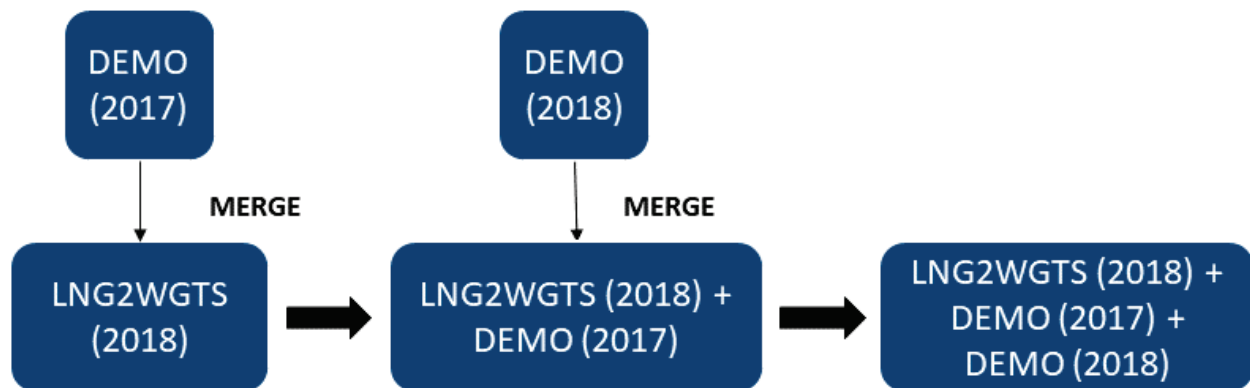 DEMO
(2017)
DEMO
(2018)
MERGE
MERGE
LNG2WGTS
(2018)
LNG2WGTS (2018) +
DEMO (2017)
LNG2WGTS (2018) +
DEMO (2017) +
DEMO (2018)